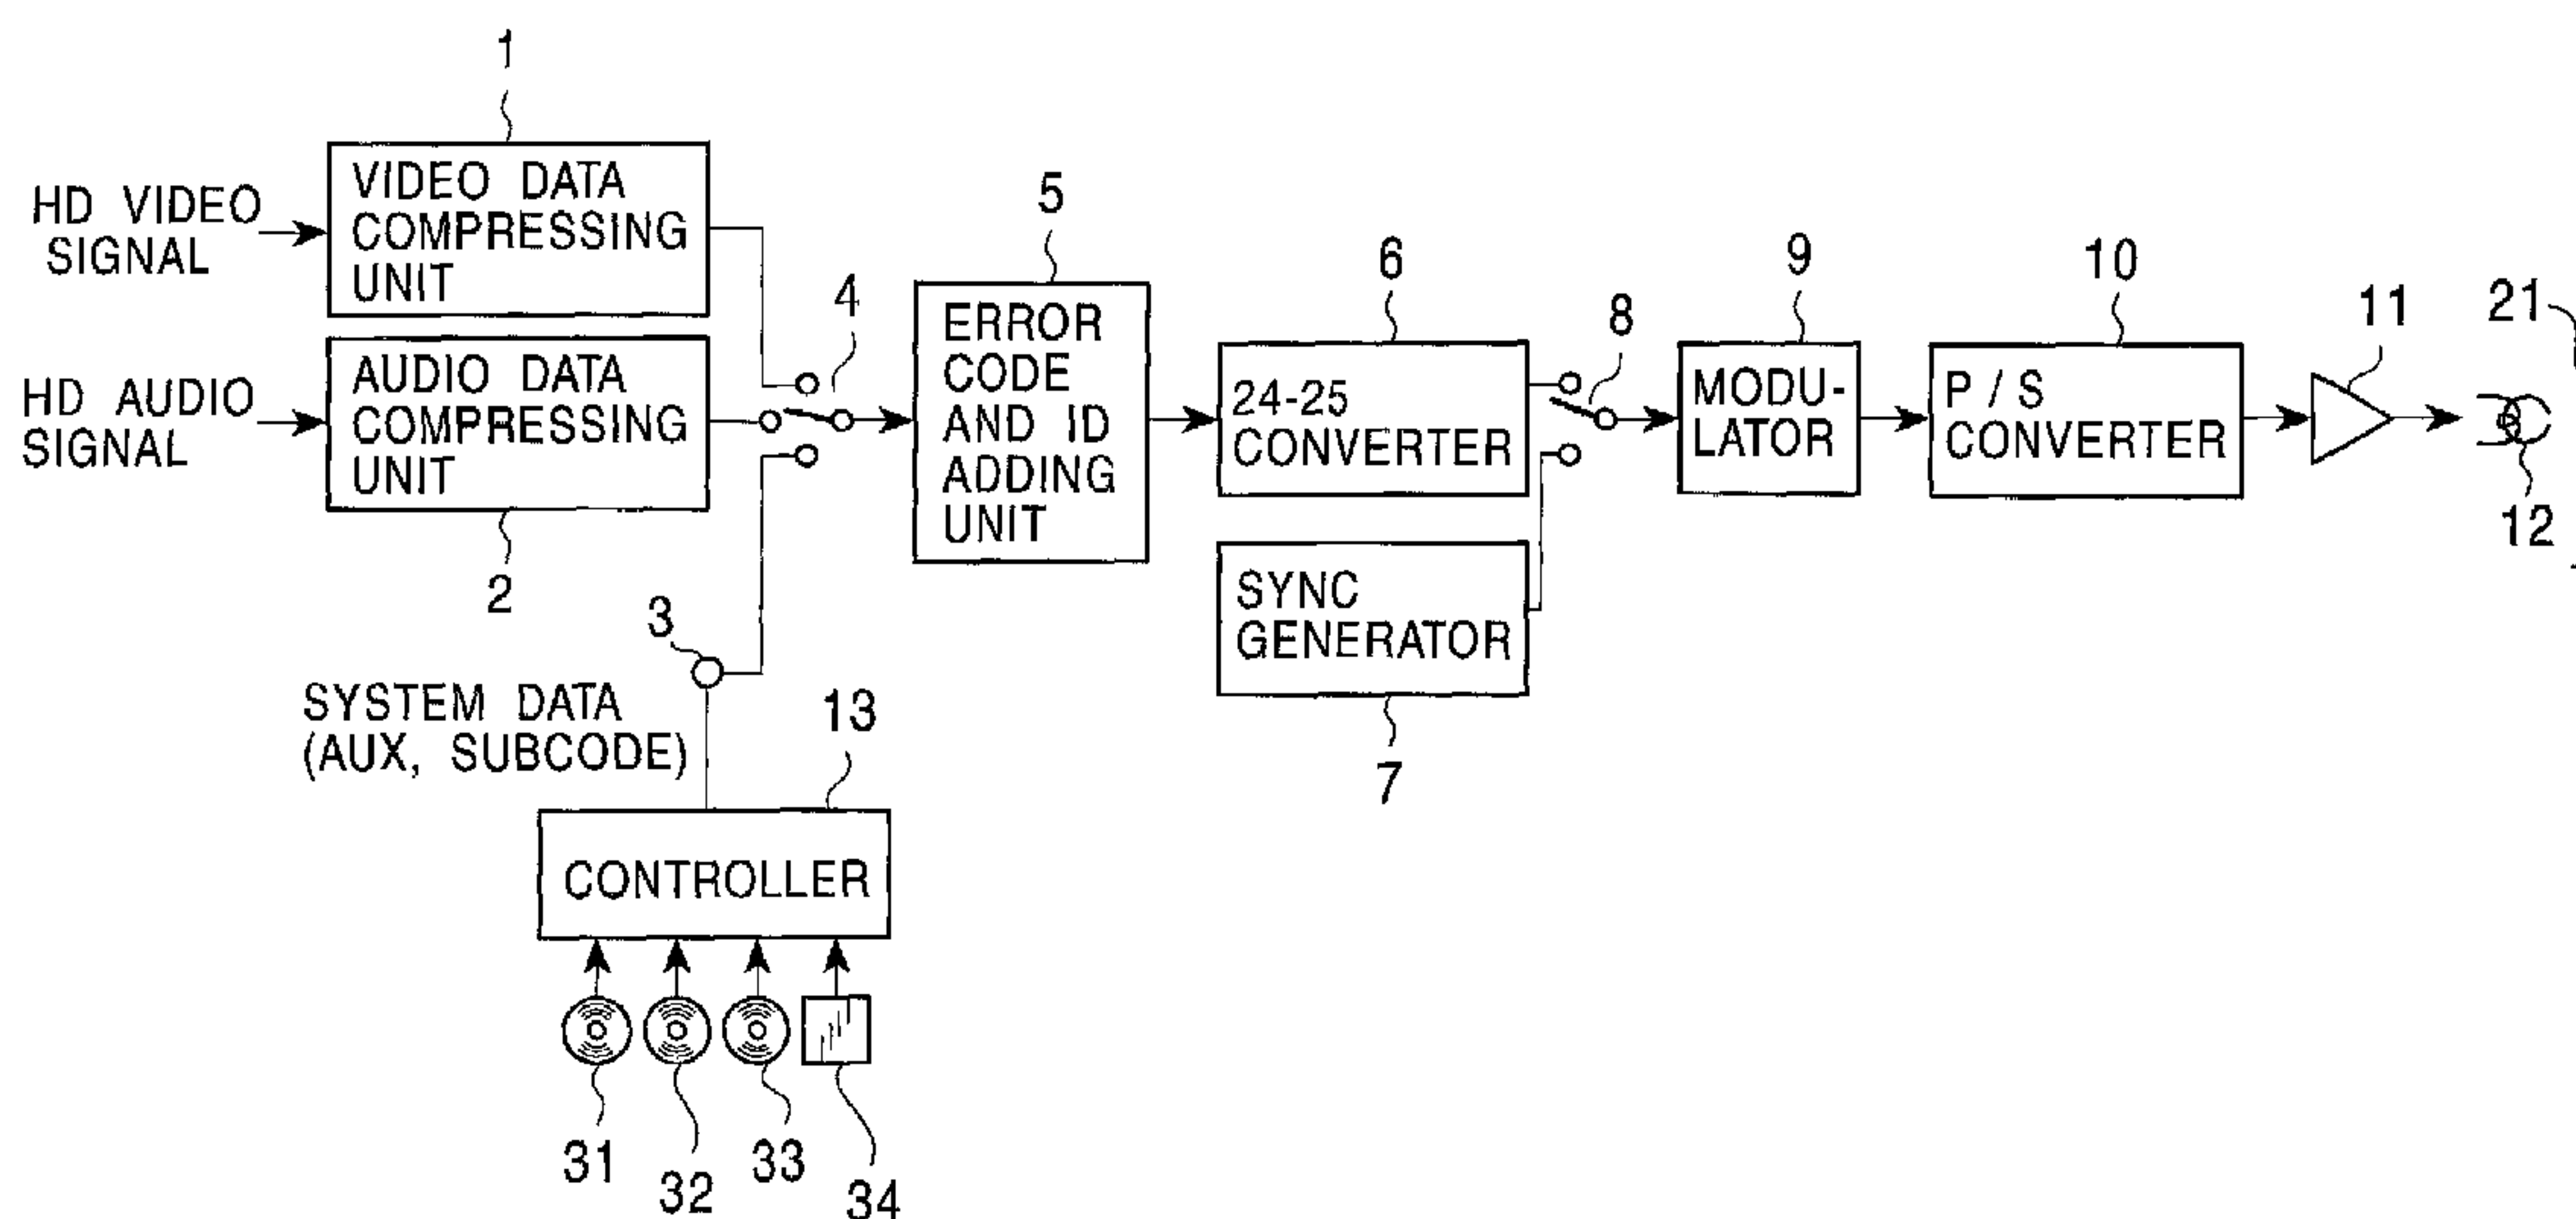 1
HD VIDEO
SIGNAL
VIDEO DATA
COMPRESSING
UNIT
HD AUDIO
SIGNAL
AUDIO DATA
COMPRESSING
UNIT
2
3
4
SYSTEM DATA
(AUX, SUBCODE)
13
CONTROLLER
31
32
33
34
5
ERROR
CODE
AND ID
ADDING
UNIT
6
24-25
CONVERTER
SYNC
GENERATOR
7
8
9
MODU-
LATOR
10
P / S
CONVERTER
11
21
12